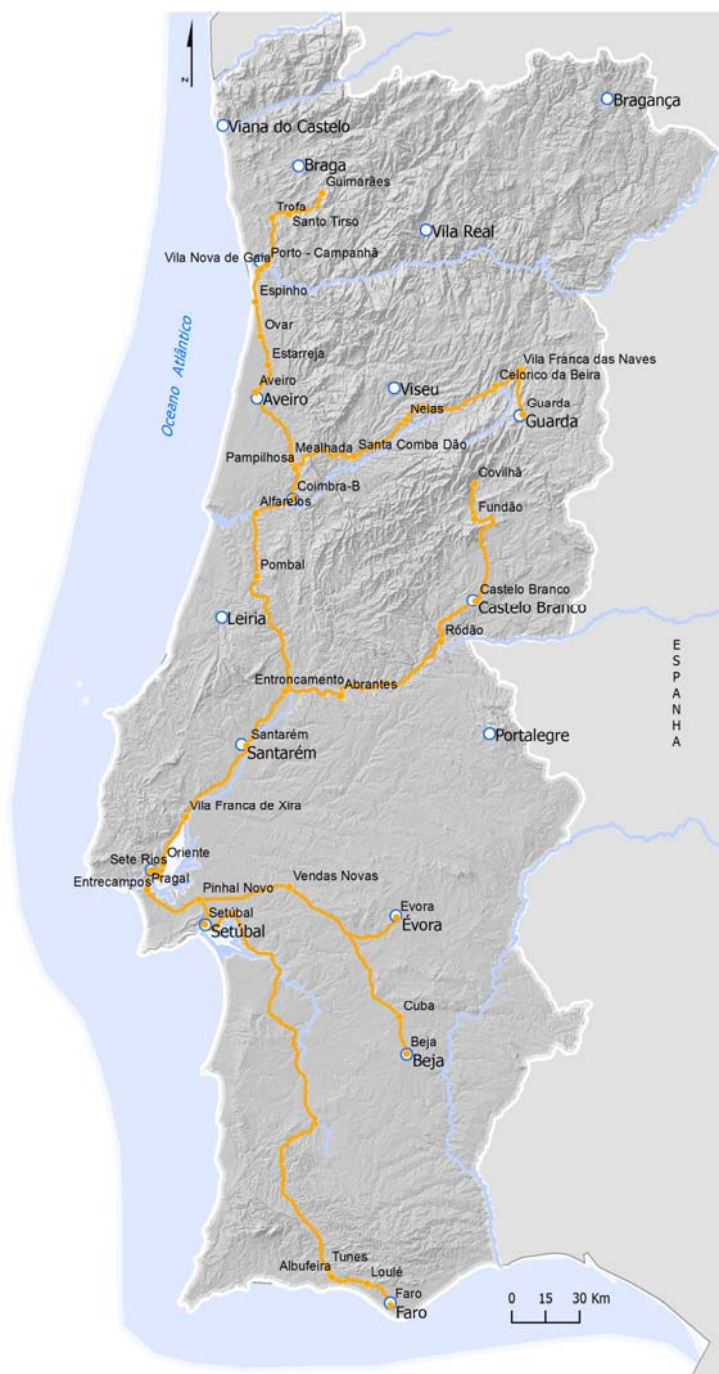 N
Bragança
Viana do Castelo
Braga
Guimarães
Trofa
Santo Tirso
Vila Real
Vila Nova de Gaia
Porto - Campanhã
Espinho
Ovar
Oceano Atlântico
Estarreja
Vila Franca das Naves
Celorico da Beira
Aveiro
Aveiro
Viseu
Nelas
Guarda
Guarda
Mealhada
Santa Comba Dão
Pampilhosa
Coimbra-B
Covilhã
Alfarelos
Fundão
Pombal
Castelo Branco
Castelo Branco
Leiria
Ródão
ESPANHA
Entroncamento
Abrantes
Santarém
Santarém
Portalegre
Vila Franca de Xira
Sete Rios
Oriente
Entrecampos
Pragal
Pinhal Novo
Vendas Novas
Setúbal
Setúbal
Evora
Évora
Cuba
Beja
Beja
Tunes
Albufeira
Loulé
Faro
Faro
0 15 30 Km